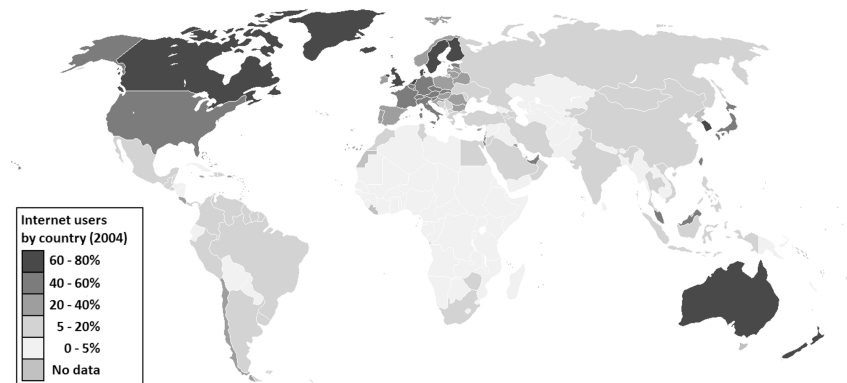 Internet users
by country (2004)
60 - 80%
40 - 60%
20 - 40%
5 - 20%
0 - 5%
No data